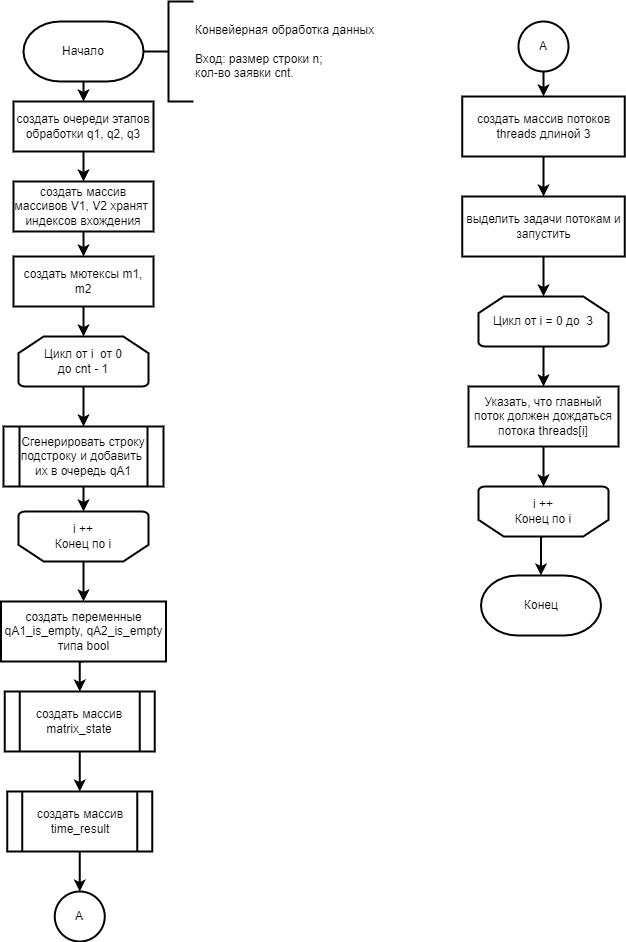 Начало
Конвейерная обработка данных
Вход: размер строки n;
кол-во заявки cnt.
создать очереди этапов
обработки q1, q2, q3
создать массив
массивов V1, V2 хранят
индексов вхождения
создать мютексы m1,
m2
Цикл от i от 0
до cnt - 1
Сгенерировать строку
подстроку и добавить
их в очередь qA1
i ++
Конец по i
создать переменные
qA1_is_empty, qA2_is_empty
типа bool
создать массив
matrix_state
создать массив
time_result
A
A
создать массив потоков
threads длиной 3
выделить задачи потокам и
запустить
Цикл от i = 0 до 3
Указать, что главный
поток должен дождаться
потока threads[i]
i ++
Конец по i
Конец